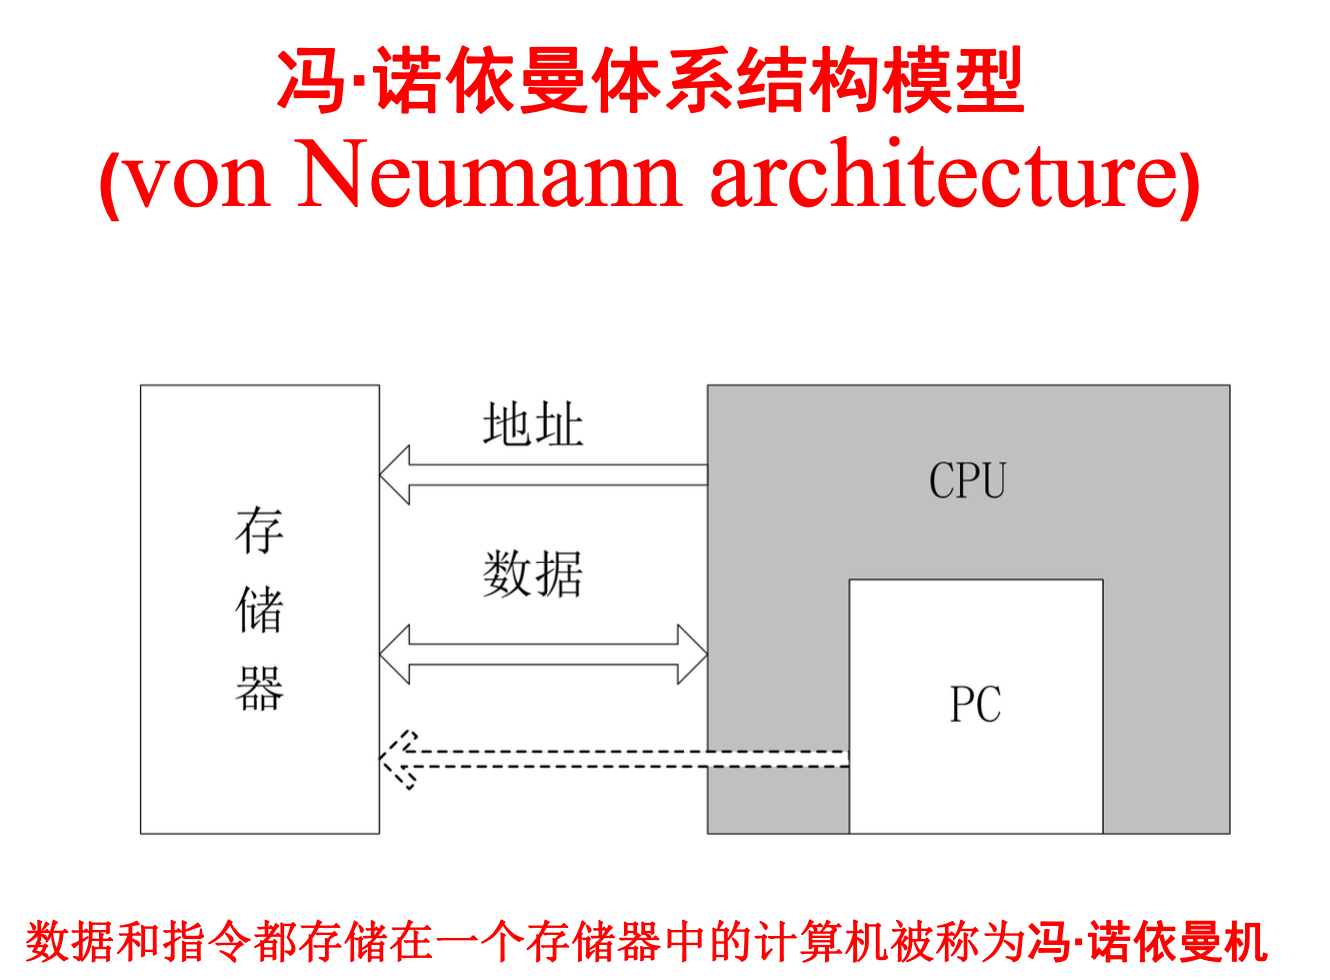 冯·诺依曼体系结构模型
(von Neumann architecture)
地址
CPU
存
储
器
数据
PC
数据和指令都存储在一个存储器中的计算机被称为冯·诺依曼机